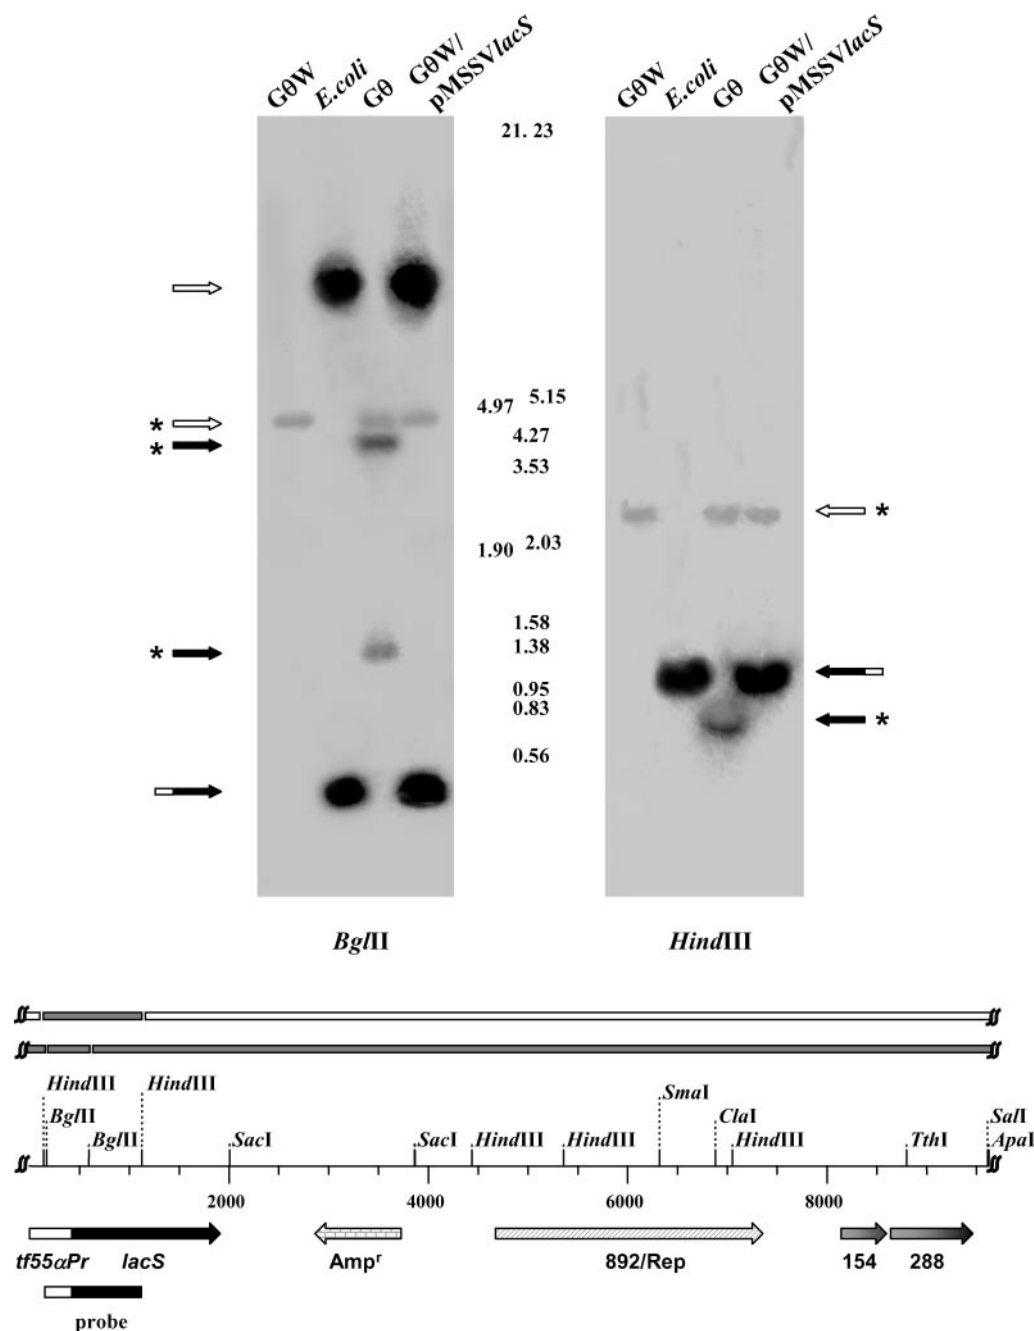 GθW
E.coli
Gθ
GθW/
pMSSVlacS
GθW
E.coli
Gθ
GθW/
pMSSVlacS
21. 23
4.97 5.15
4.27
3.53
1.90 2.03
1.58
1.38
0.95
0.83
0.56
*
*
*
*
*
BglII
HindIII
HindIII HindIII
BglII
BglII
SacI
SacI
HindIII
HindIII
SmaI
ClaI
HindIII
TthI
SalI
ApaI
2000 4000 6000 8000
tf55αPr lacS Ampʳ 892/Rep 154 288
probe